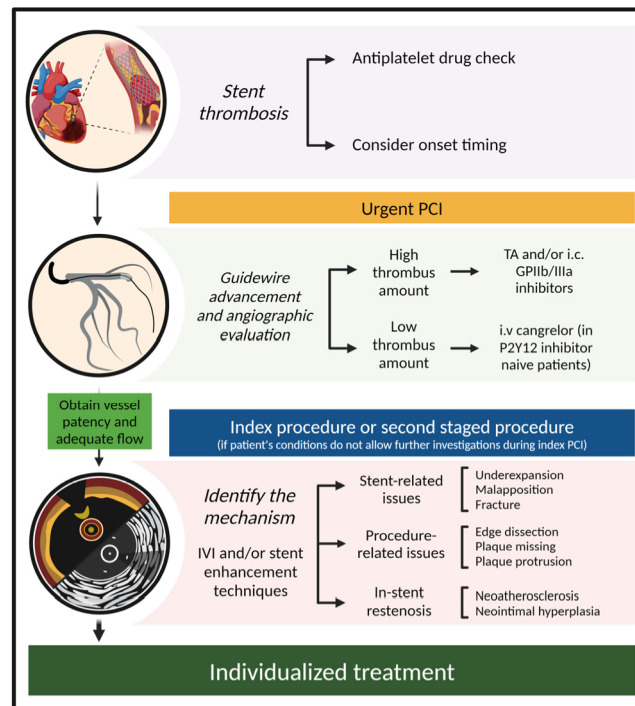 Stent
thrombosis
Antiplatelet drug check
Consider onset timing
Urgent PCI
Guidewire
advancement
and angiographic
evaluation
High
thrombus
amount
TA and/or i.c.
GPIIb/IIIa
inhibitors
Low
thrombus
amount
i.v cangrelor (in
P2Y12 inhibitor
naive patients)
Obtain vessel
patency and
adequate flow
Index procedure or second staged procedure
(if patient's conditions do not allow further investigations during index PCI)
Identify the
mechanism
IVI and/or stent
enhancement
techniques
Stent-related
issues
Underexpansion
Malapposition
Fracture
Procedure-
related issues
Edge dissection
Plaque missing
Plaque protrusion
In-stent
restenosis
Neoatherosclerosis
Neointimal hyperplasia
Individualized treatment